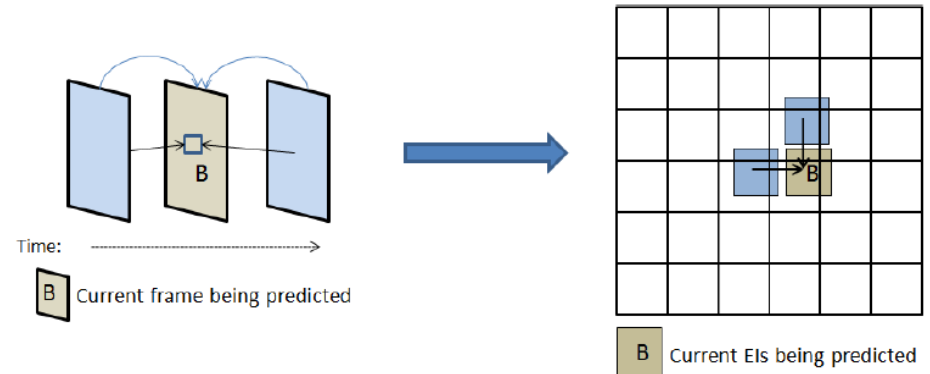 B
Time:
B Current frame being predicted
B
B Current EIs being predicted